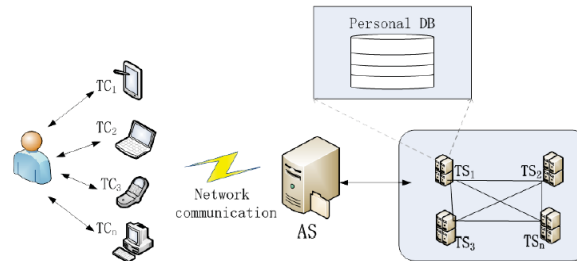 Personal DB
TC1
TC2
TC3
TCn
Network
communication
AS
TS1
TS2
TS3
TSn